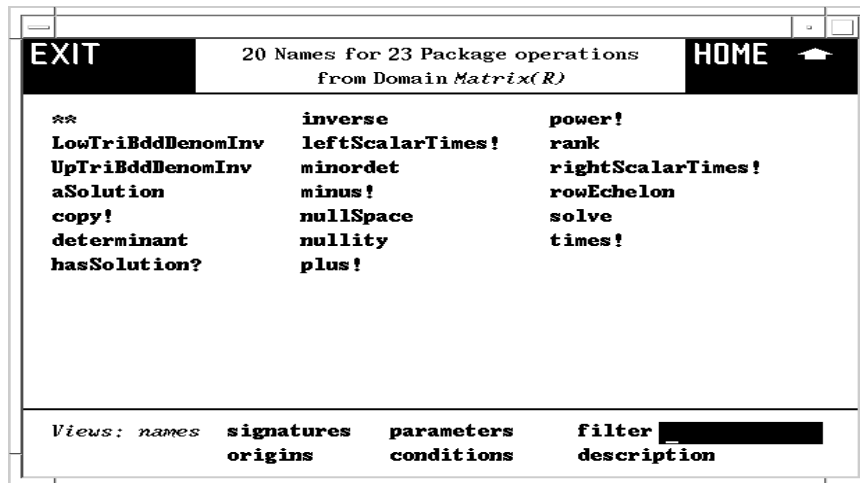 EXIT 20 Names for 23 Package operations HOME
from Domain Matrix(R)
** inverse power!
LowTriBddDenomInv leftScalarTimes! rank
UpTriBddDenomInv minordet rightScalarTimes!
aSolution minus! rowEchelon
copy! nullSpace solve
determinant nullity times!
hasSolution? plus!
Views: names signatures parameters filter _
origins conditions description